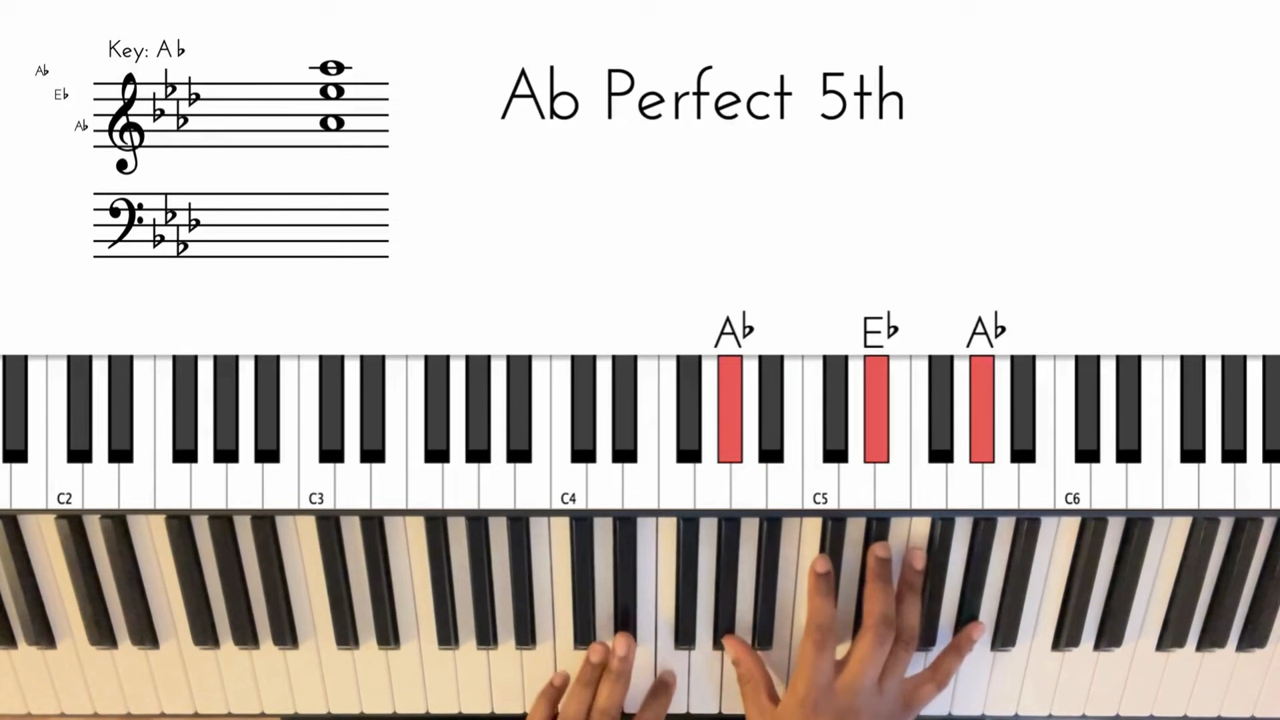 Key: A♭
A♭
E♭
A♭
Ab Perfect 5th
A♭ E♭ A♭
C2 C3 C4 C5 C6